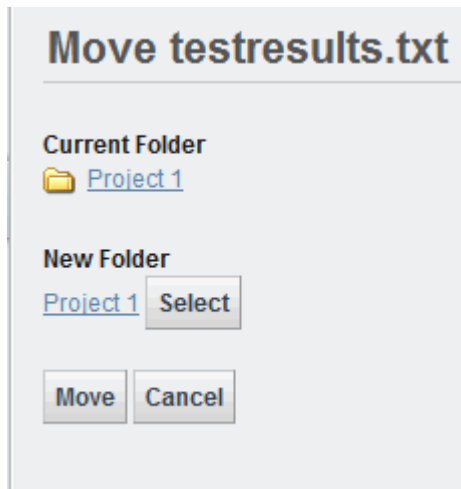 Move testresults.txt
Current Folder
Project 1
New Folder
Project 1 Select
Move Cancel